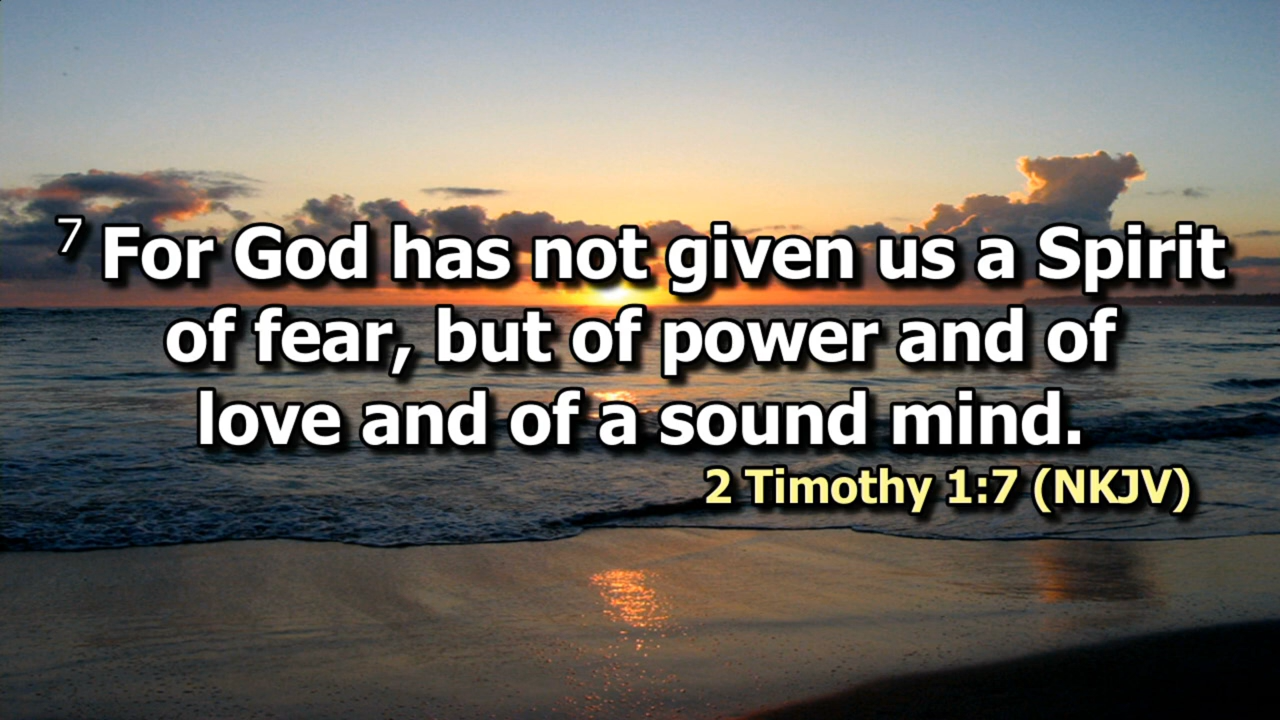 7 For God has not given us a Spirit
of fear, but of power and of
love and of a sound mind.
2 Timothy 1:7 (NKJV)